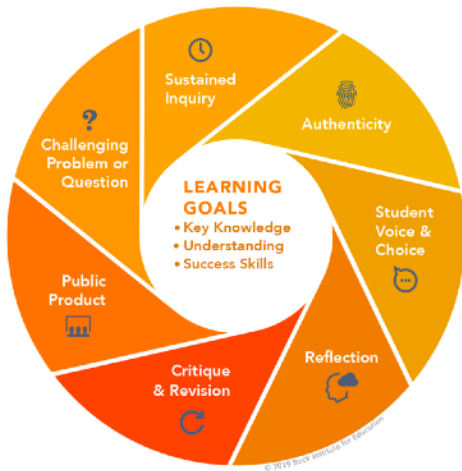 Sustained
Inquiry
Authenticity
?
Challenging
Problem or
Question
LEARNING
GOALS
• Key Knowledge
• Understanding
• Success Skills
Student
Voice &
Choice
Public
Product
Reflection
Critique
& Revision
© 2019 Buck Institute for Education